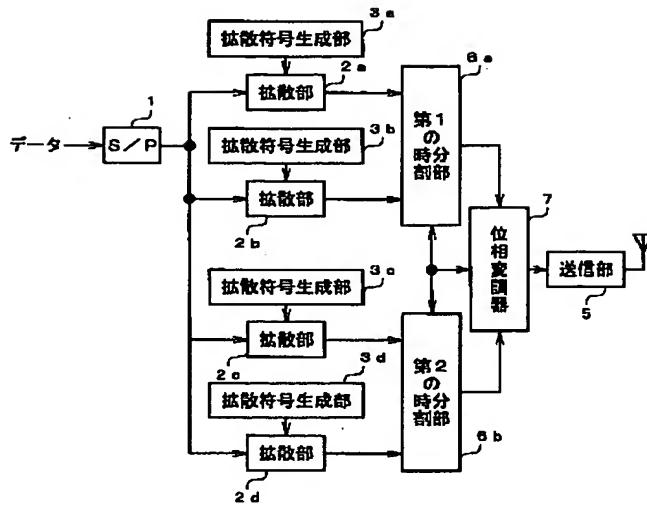 3a
拡散符号生成部
2a
拡散部
6a
第1の時分割部
1
データ
S/P
3b
拡散符号生成部
拡散部
2b
7
位相変調器
送信部
5
3c
拡散符号生成部
拡散部
2c
3d
拡散符号生成部
第2の時分割部
6b
拡散部
2d